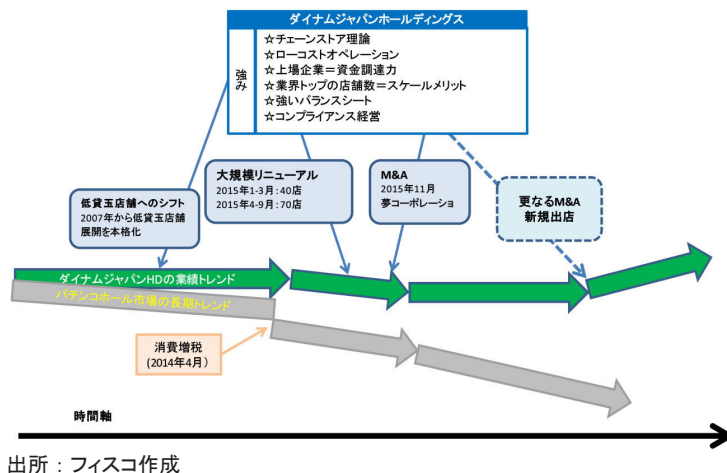 ダイナムジャパンホールディングス
強み
☆チェーンストア理論
☆ローコストオペレーション
☆上場企業＝資金調達力
☆業界トップの店舗数＝スケールメリット
☆強いバランスシート
☆コンプライアンス経営
低貸玉店舗へのシフト
2007年から低貸玉店舗
展開を本格化
大規模リニューアル
2015年1-3月：40店
2015年4-9月：70店
M&A
2015年11月
夢コーポレーショ
更なるM&A
新規出店
ダイナムジャパンHDの業績トレンド
パチンコホール市場の長期トレンド
消費増税
(2014年4月）
時間軸
出所：フィスコ作成